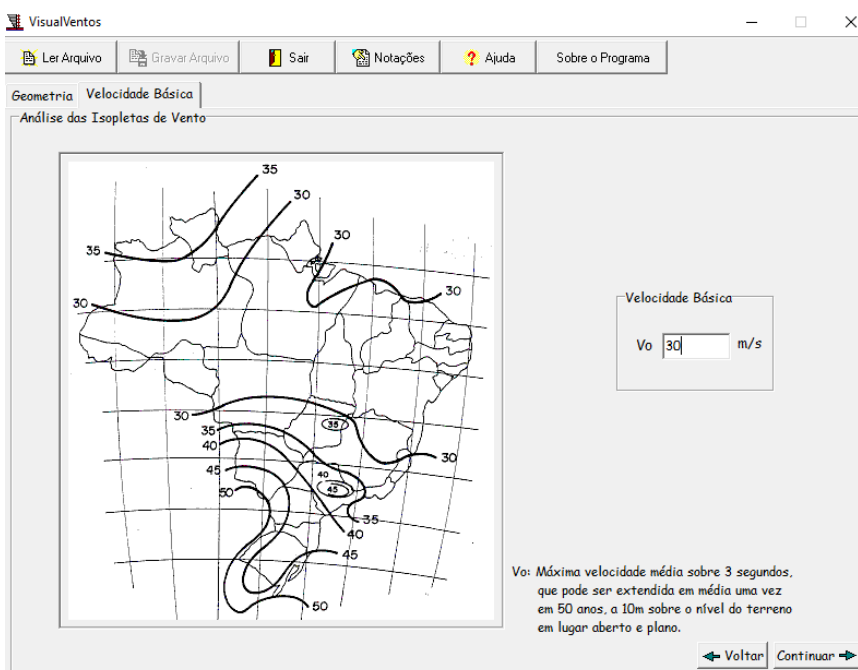 VisualVentos
Ler Arquivo Gravar Arquivo Sair Notações ? Ajuda Sobre o Programa
Geometria Velocidade Básica
Análise das Isopletas de Vento
35
30
30
35
30
30
30
35
35
40
45
50
40
45
30
35
40
45
50
Velocidade Básica
Vo 30 m/s
Vo: Máxima velocidade média sobre 3 segundos,
que pode ser extendida em média uma vez
em 50 anos, a 10m sobre o nível do terreno
em lugar aberto e plano.
Voltar Continuar